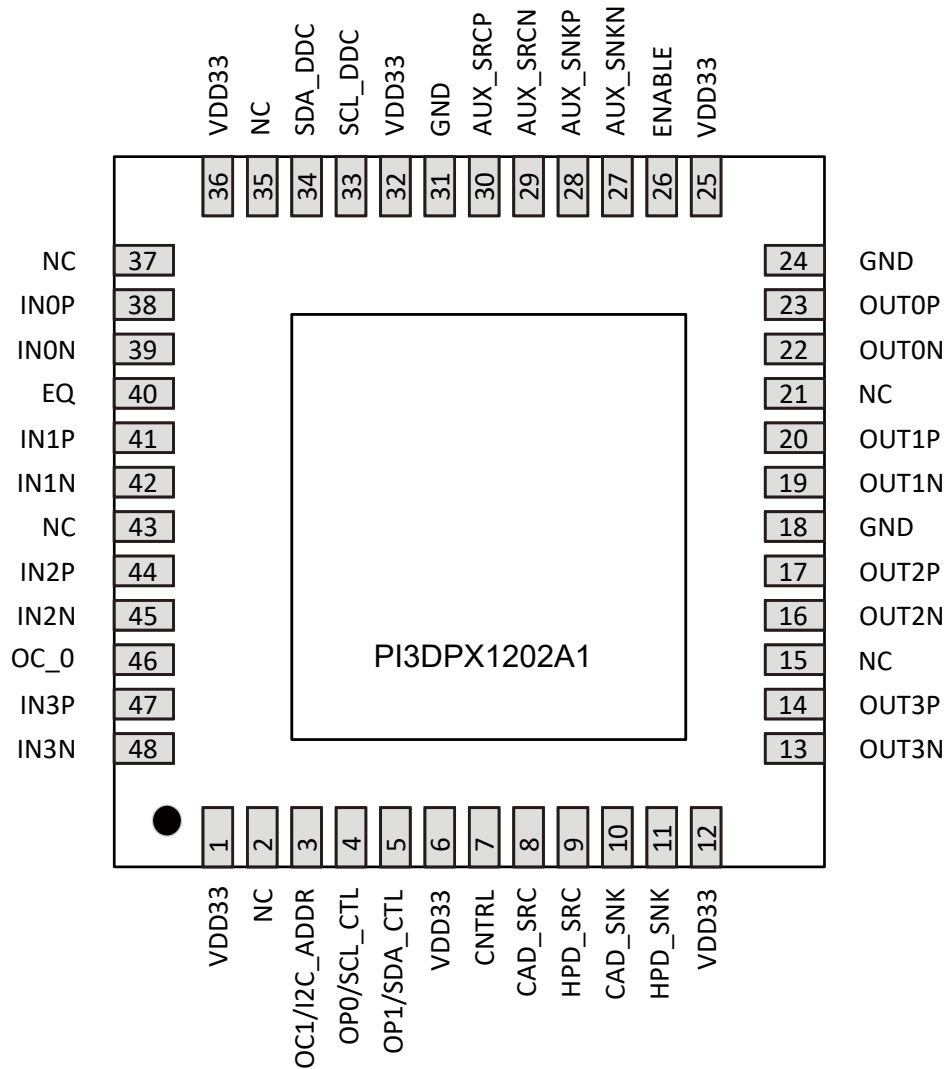 VDD33
NC
SDA_DDC
SCL_DDC
VDD33
GND
AUX_SRCP
AUX_SRCN
AUX_SNKP
AUX_SNKN
ENABLE
VDD33
36
35
34
33
32
31
30
29
28
27
26
25
NC 37
IN0P 38
IN0N 39
EQ 40
IN1P 41
IN1N 42
NC 43
IN2P 44
IN2N 45
OC_0 46
IN3P 47
IN3N 48
24 GND
23 OUT0P
22 OUT0N
21 NC
20 OUT1P
19 OUT1N
18 GND
17 OUT2P
16 OUT2N
15 NC
14 OUT3P
13 OUT3N
PI3DPX1202A1
1
2
3
4
5
6
7
8
9
10
11
12
VDD33
NC
OC1/I2C_ADDR
OP0/SCL_CTL
OP1/SDA_CTL
VDD33
CNTRL
CAD_SRC
HPD_SRC
CAD_SNK
HPD_SNK
VDD33